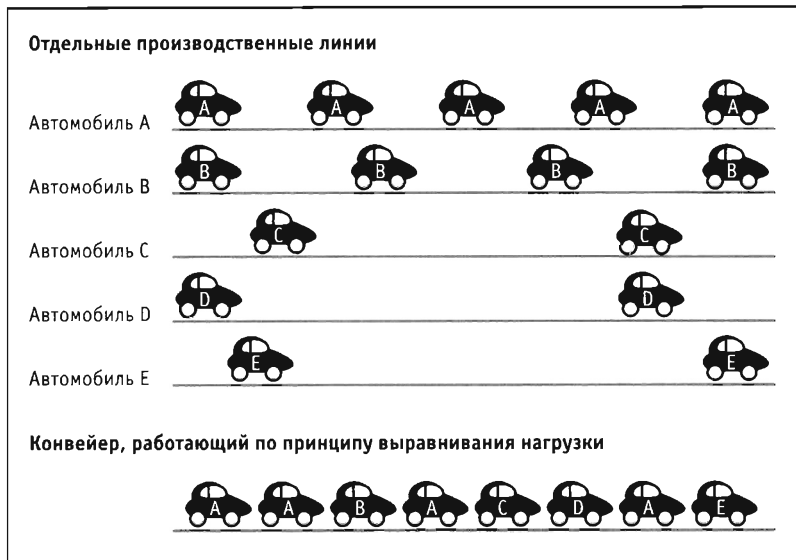 Отдельные производственные линии
Автомобиль А A A A A A
Автомобиль В B B B B
Автомобиль С C C
Автомобиль D D D
Автомобиль Е E E
Конвейер, работающий по принципу выравнивания нагрузки
A A B A C D A E